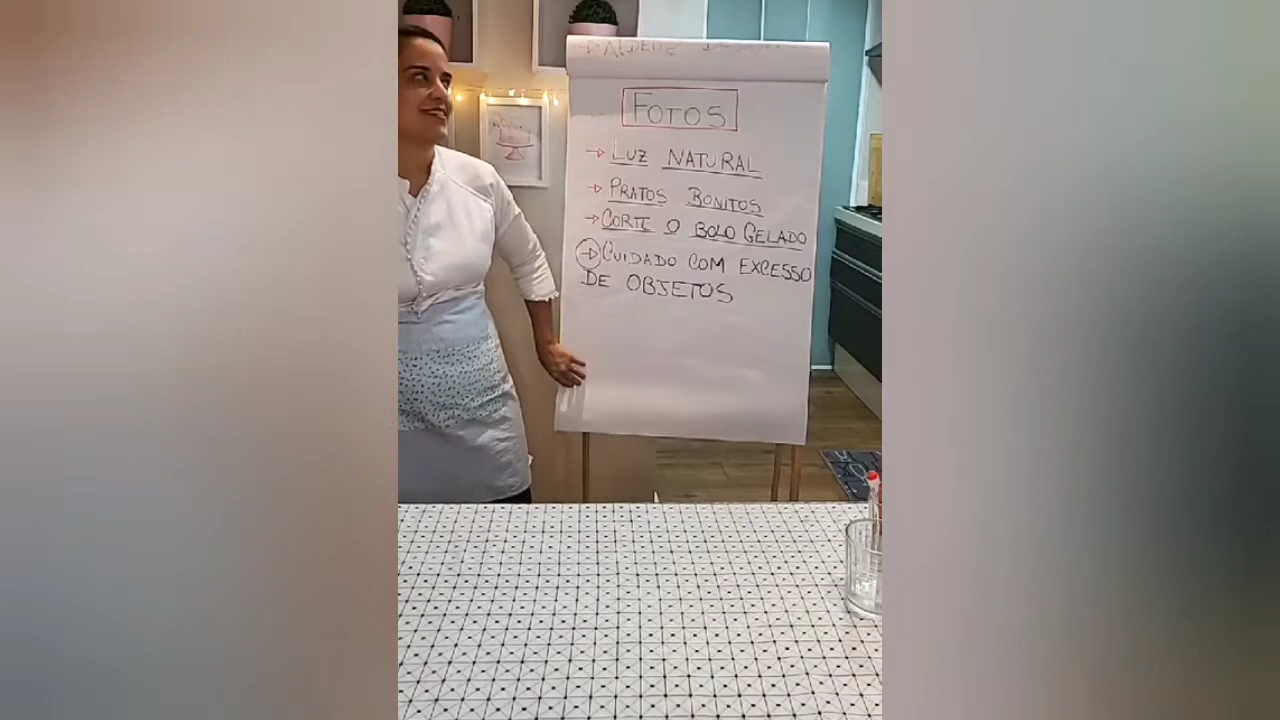 FOTOS
→ LUZ NATURAL
→ PRATOS BONITOS
→ CORTE O BOLO GELADO
→ CUIDADO COM EXCESSO
DE OBJETOS